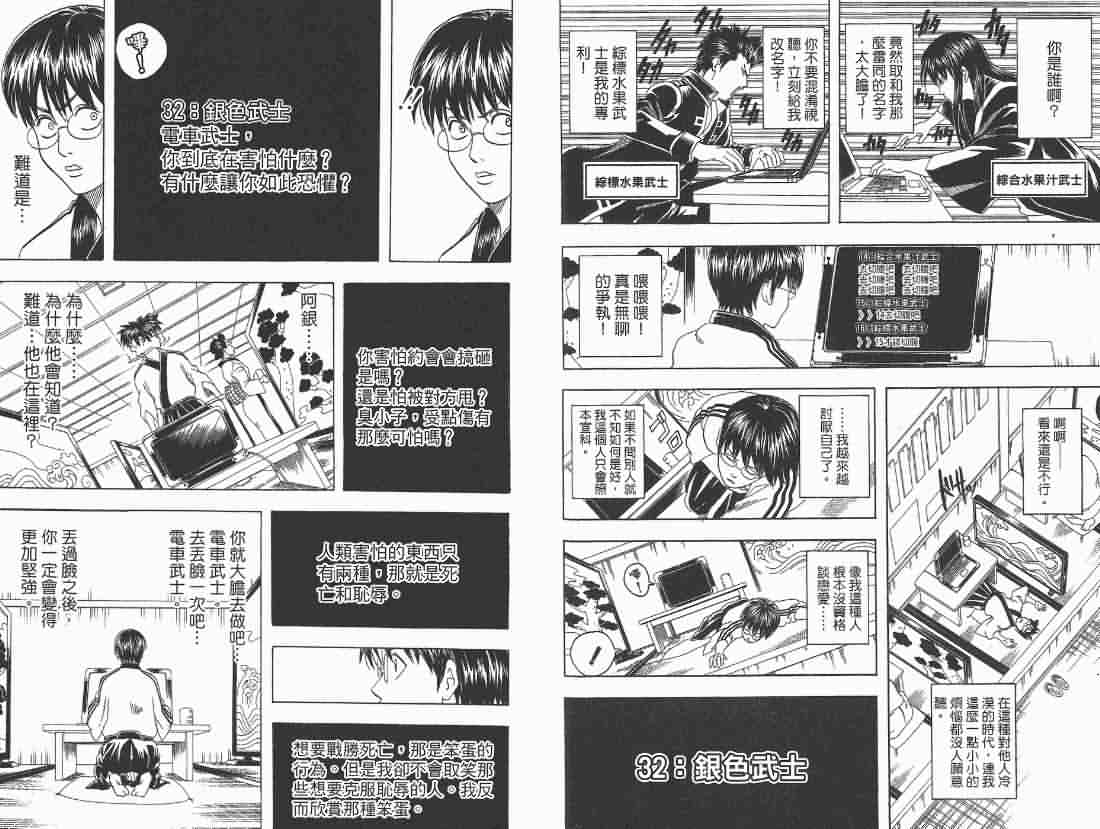 你是誰啊?
竟然取和我那
麼雷同的名字
,太大膽了!
綜合水果汁武士
你不要混淆視
聽,立刻給我
改名字!
綜標水果武
士是我的專
利!
綜標水果武士
喂喂喂!
真是無聊
的爭執!
啊啊──
看來還是不行。
在這種對他人冷
漠的時代,連我
這麼一點小小的
煩惱都沒人願意
聽。
……我越來越
討厭自己了。
如果不問別人就
不知如何是好,
我這個人只會照
本宣科。
像我這種人
根本沒資格
談戀愛……
32:銀色武士
!!
32:銀色武士
電車武士,
你到底在害怕什麼?
有什麼讓你如此恐懼?
難道是…
你害怕約會會搞砸
是嗎?
還是怕被對方甩?
臭小子,受點傷有
那麼可怕嗎?
阿銀……
為什麼……
為什麼他會知道?
難道…他也在這裡?
人類害怕的東西只
有兩種,那就是死
亡和恥辱。
想要戰勝死亡,那是笨蛋的
行為。但是我卻不會取笑那
些想要克服恥辱的人。我反
而欣賞那種笨蛋。
你就大膽去做吧…
電車武士。
去丟臉一次吧…
電車武士。
丟過臉之後,
你一定會變得
更加堅強。